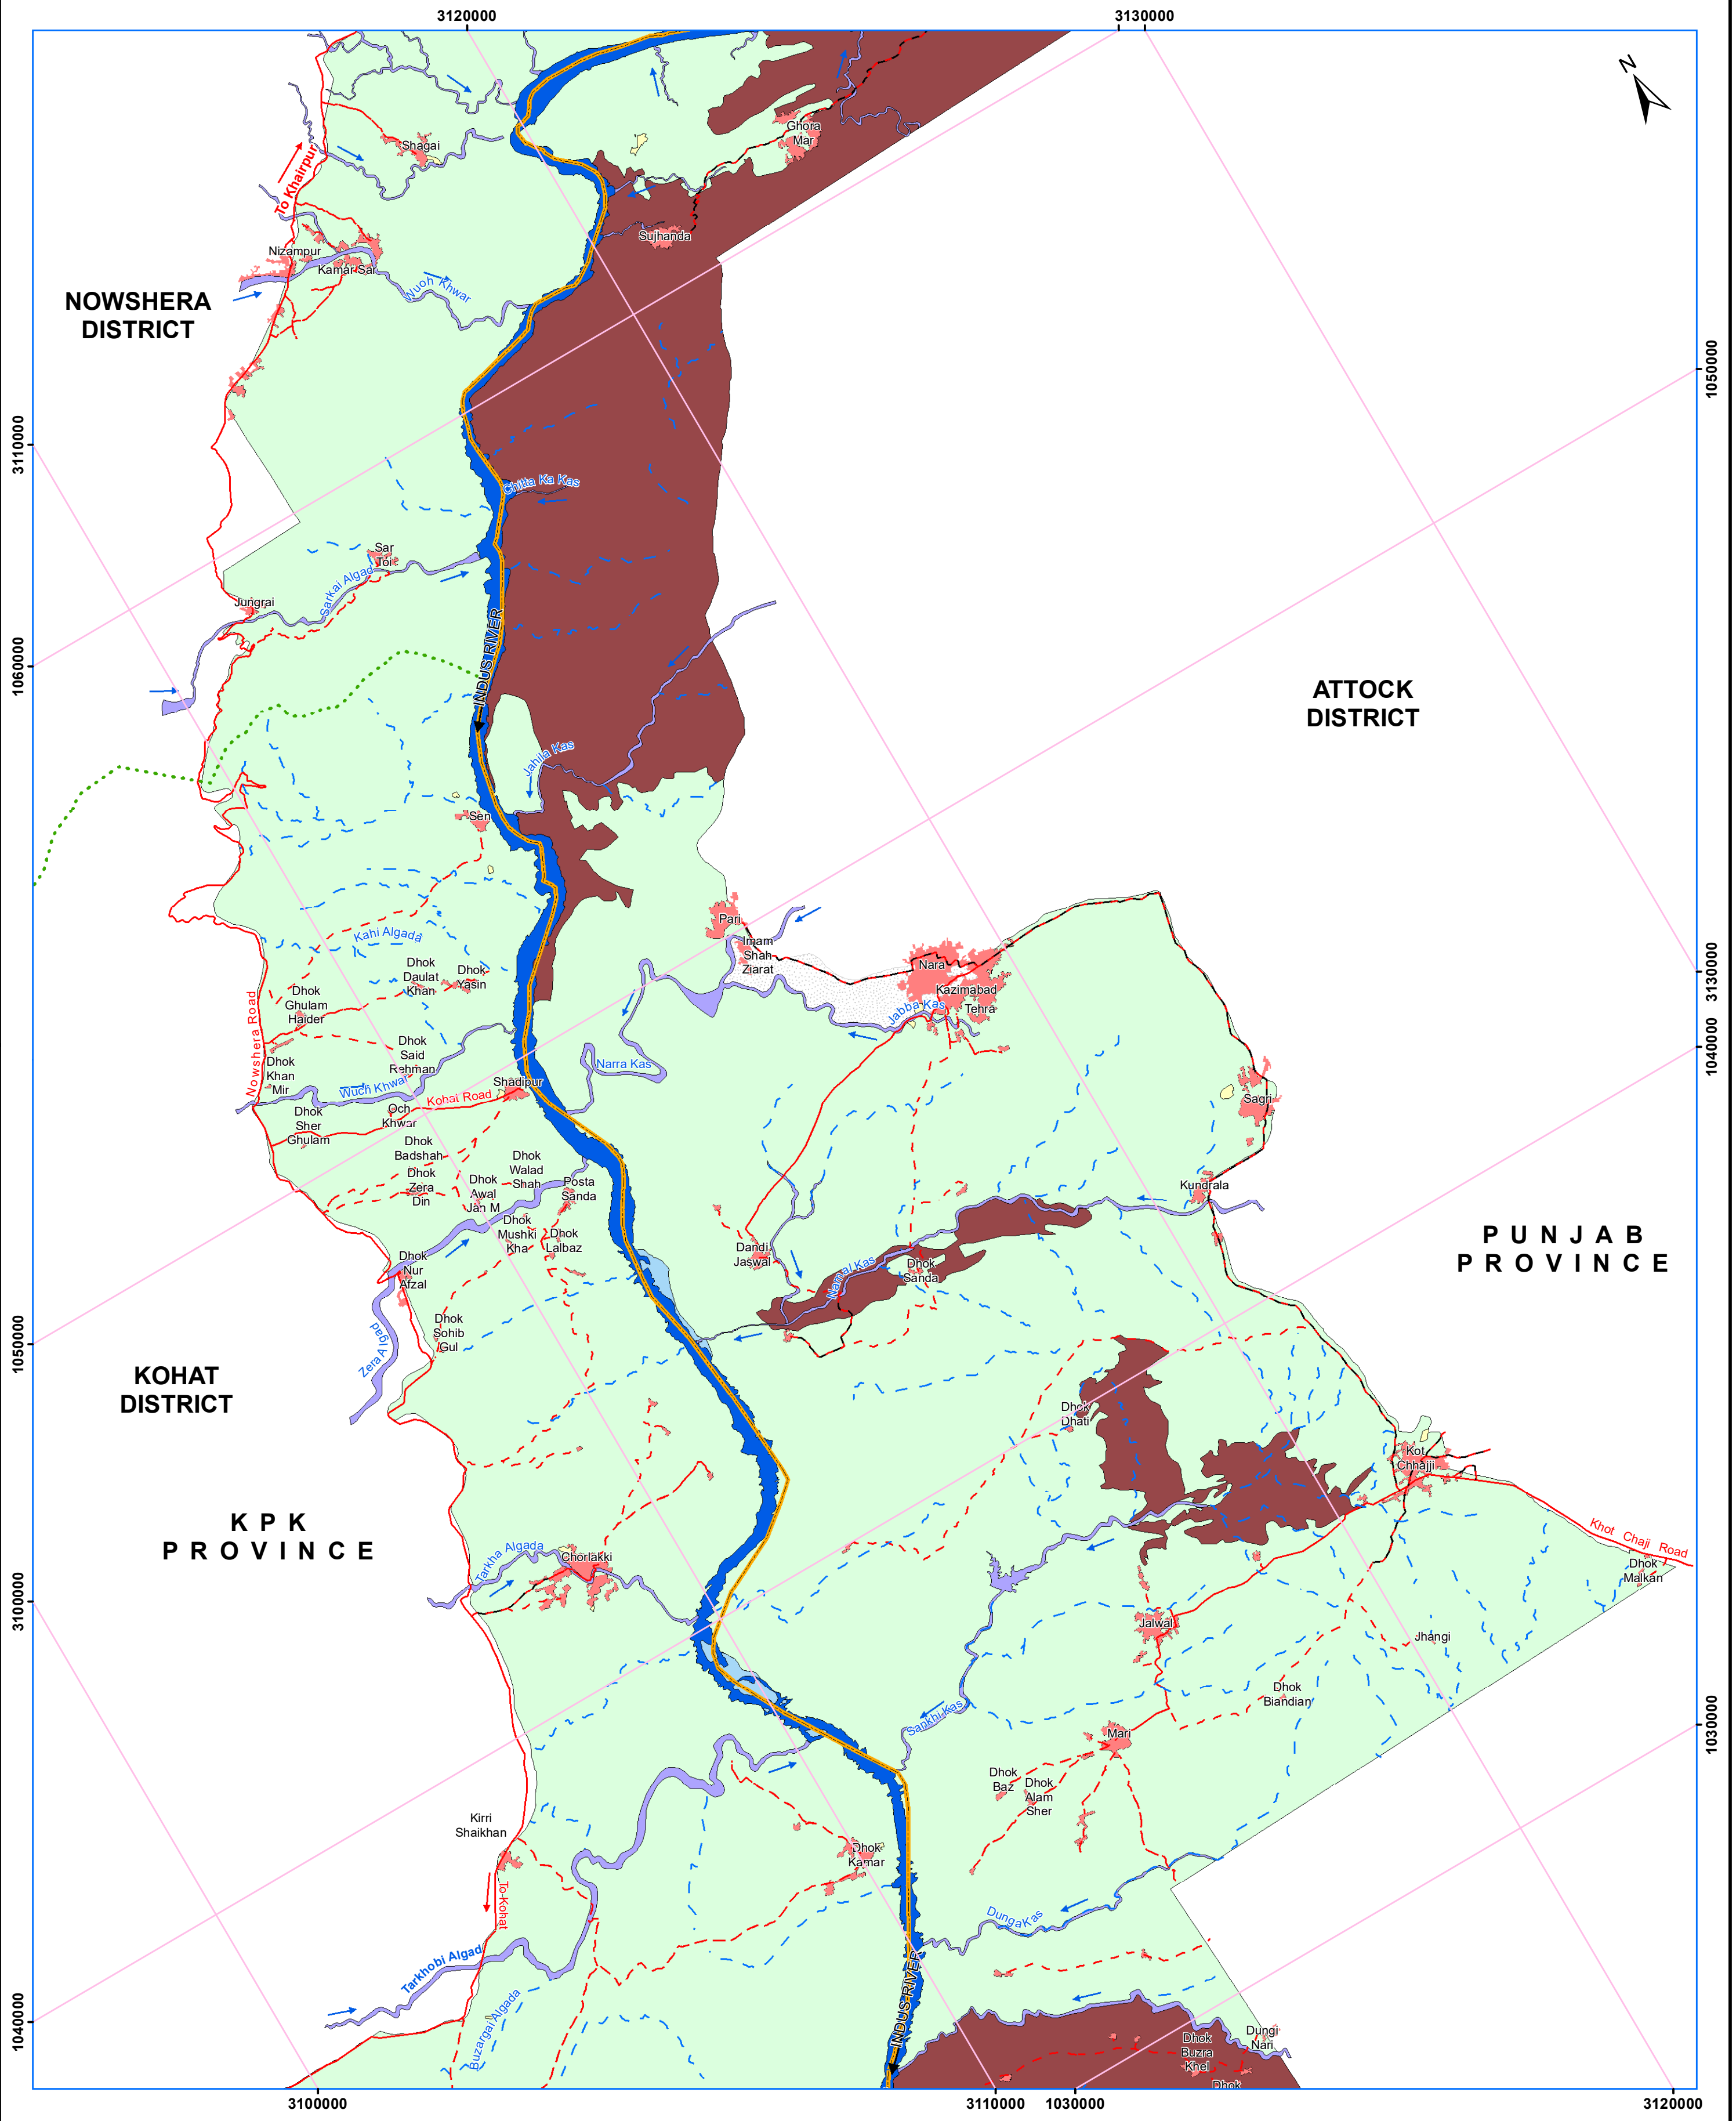 3120000
3130000
N
Ghora
Mar
Shagai
To Khairpur
Sujhanda
Nizampur
Kamar Sar
Wuoh Khwar
NOWSHERA
DISTRICT
1050000
3110000
Chitta Ka Kas
Sar
Toi
Sarkai Algad
Jungrai
INDUS RIVER
1060000
ATTOCK
DISTRICT
Jahila Kas
Sen
Pari
Imam
Shah
Ziarat
Nara
Kazimabad
Tehra
Jabba Kas
3130000
1040000
Kahi Algada
Dhok
Daulat
Khan
Dhok
Yasin
Dhok
Ghulam
Haider
Nowshera Road
Dhok
Said
Rehman
Dhok
Khan
Mir
Wuch Khwar
Narra Kas
Shadipur
Kohat Road
Sagri
Dhok
Sher
Ghulam
Och
Khwar
Dhok
Badshah
Dhok
Zera
Din
Dhok
Walad
Shah
Dhok
Awal
Jan M
Posta
Sanda
Kundrala
Dhok
Mushki
Kha
Dhok
Lalbaz
Dandi
Jaswal
Namal Kas
Dhok
Sanda
PUNJAB
PROVINCE
Dhok
Nur
Afzal
Dhok
Sohib
Gul
Zera Algad
1050000
KOHAT
DISTRICT
Dhok
Dhati
Kot
Chhajji
KPK
PROVINCE
Khot Chaji Road
Dhok
Malkan
Tarkha Algada
Chorlakki
3100000
Jalwal
Jhangi
Dhok
Biandian
Sankhi Kas
Mari
1030000
Dhok
Baz
Dhok
Alam
Sher
Kirri
Shaikhan
Dhok
Kamar
To Kohat
DungaKas
Tarkhobi Algad
INDUS RIVER
Buzargai Algada
1040000
Dhok
Buzra
Khel
Dungi
Nari
Dhok
3100000
3110000
1030000
3120000